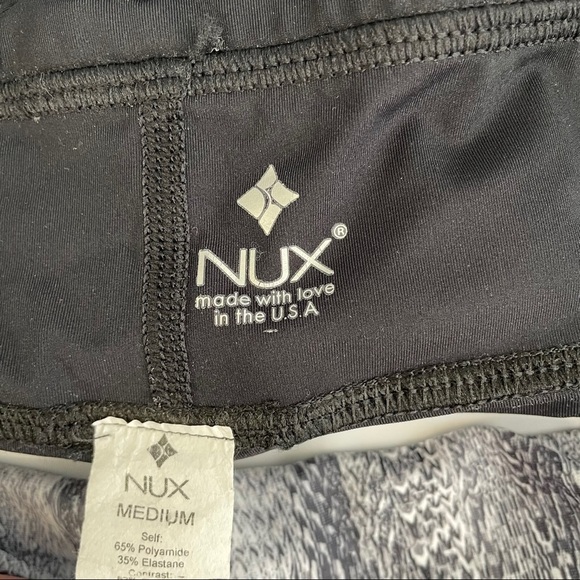 NUX®
made with love
in the U.S.A
NUX
MEDIUM
Self:
65% Polyamide
35% Elastane
Contrast: